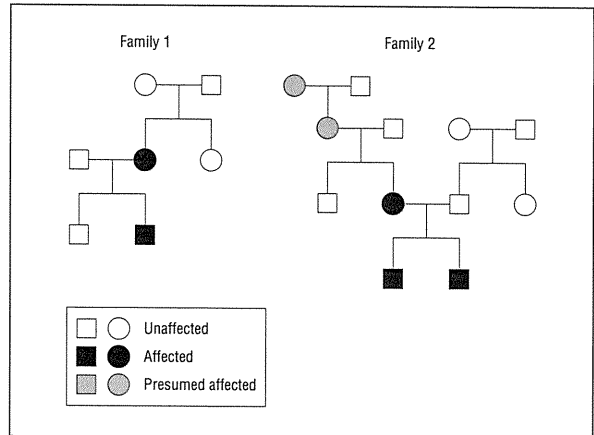 Family 1
Family 2
Unaffected
Affected
Presumed affected